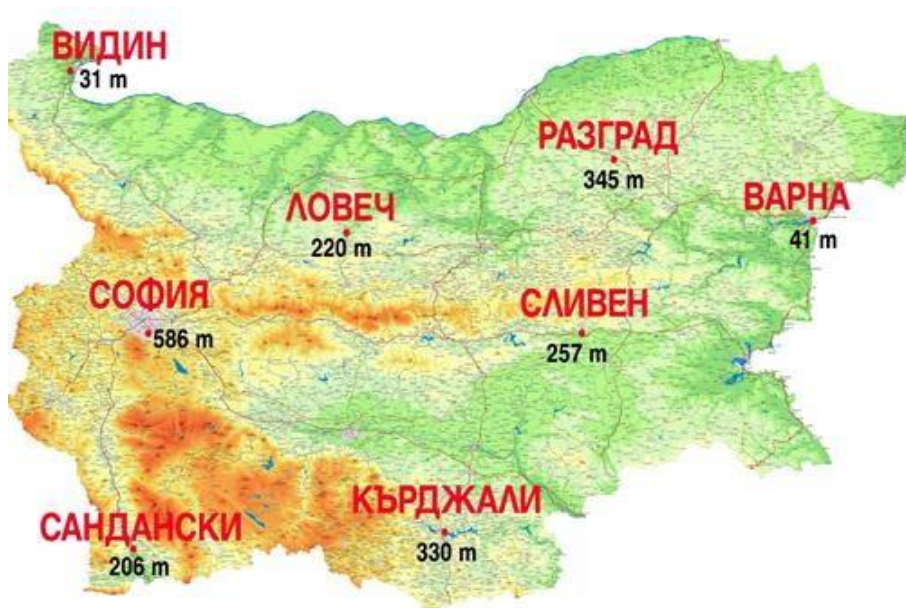 ВИДИН
31 m
РАЗГРАД
345 m
ЛОВЕЧ
220 m
ВАРНА
41 m
СОФИЯ
586 m
СЛИВЕН
257 m
КЪРДЖАЛИ
330 m
САНДАНСКИ
206 m